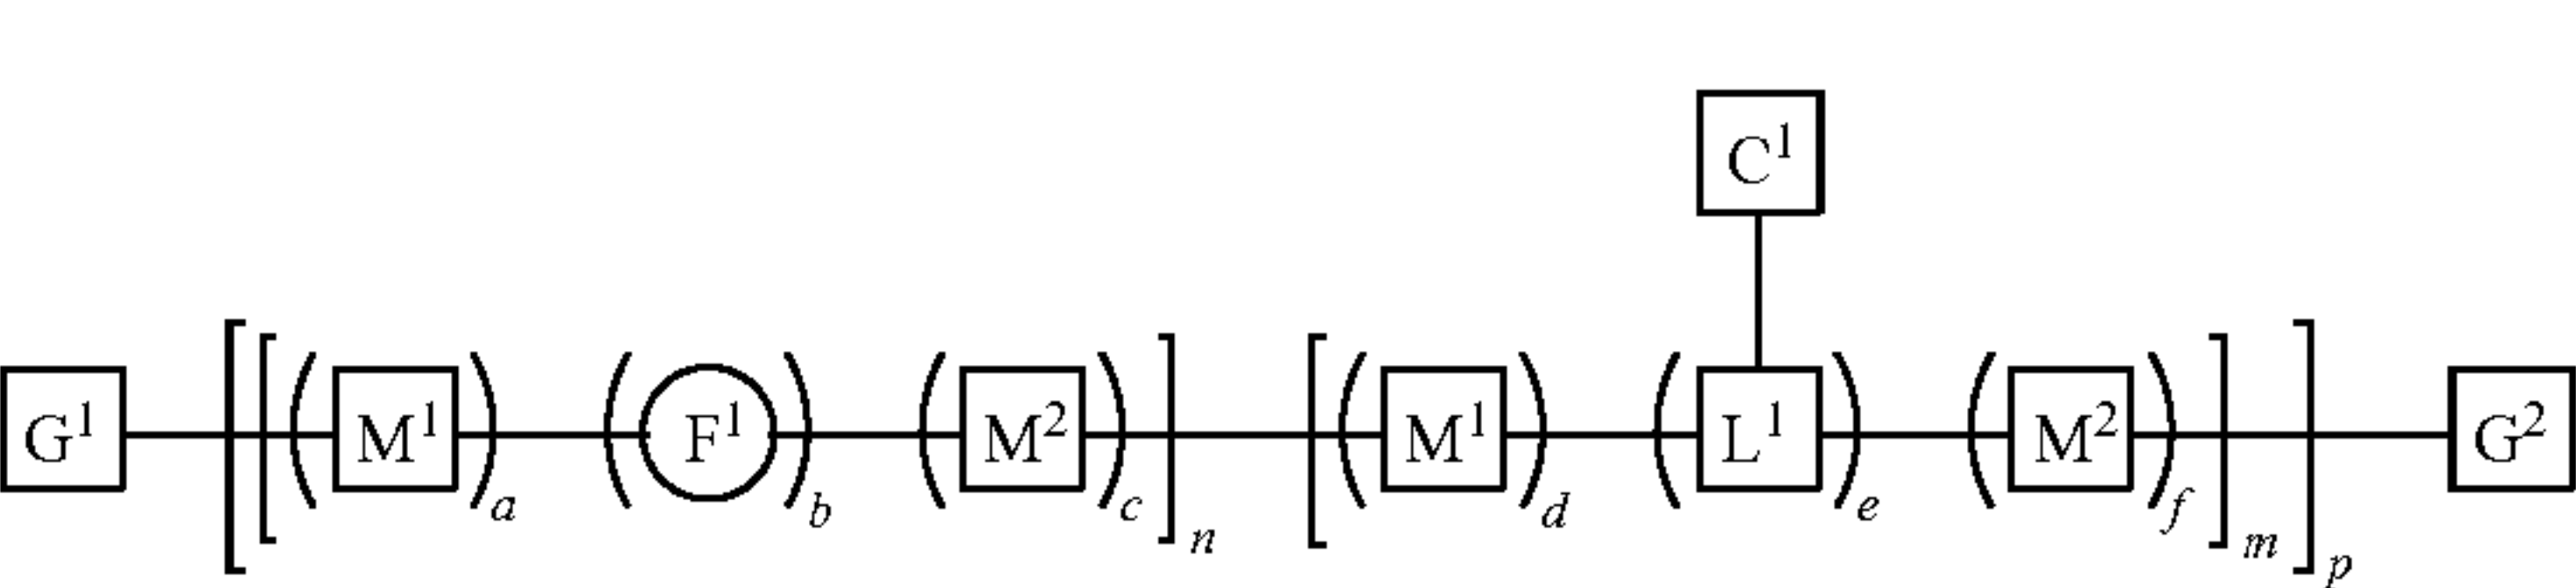 C¹
G¹ [ [ ( M¹ )a ( F¹ )b ( M² )c ]n [ ( M¹ )d ( L¹ )e ( M² )f ]m ]p G²